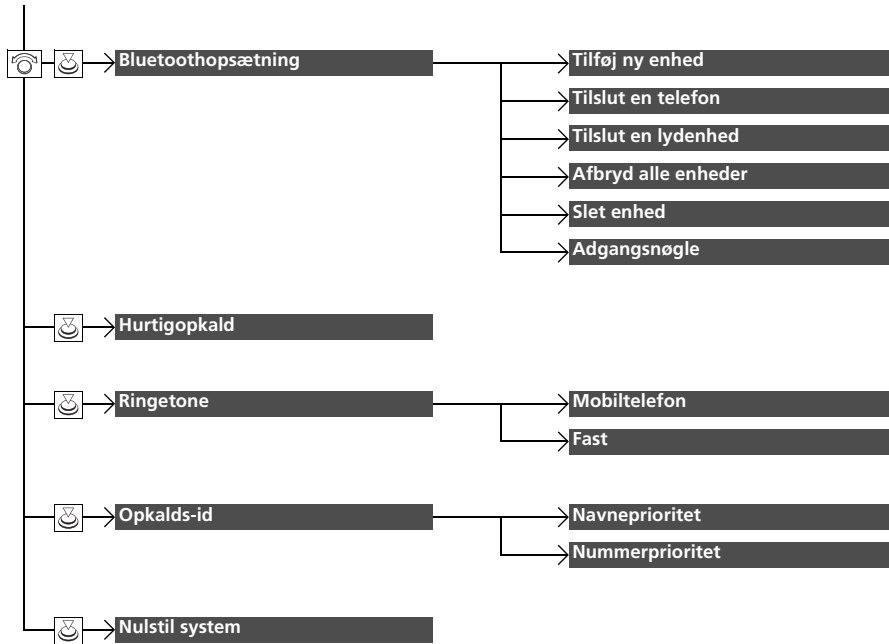 Bluetoothopsætning
Tilføj ny enhed
Tilslut en telefon
Tilslut en lydenhed
Afbryd alle enheder
Slet enhed
Adgangsnøgle
Hurtigopkald
Ringetone
Mobiltelefon
Fast
Opkalds-id
Navneprioritet
Nummerprioritet
Nulstil system